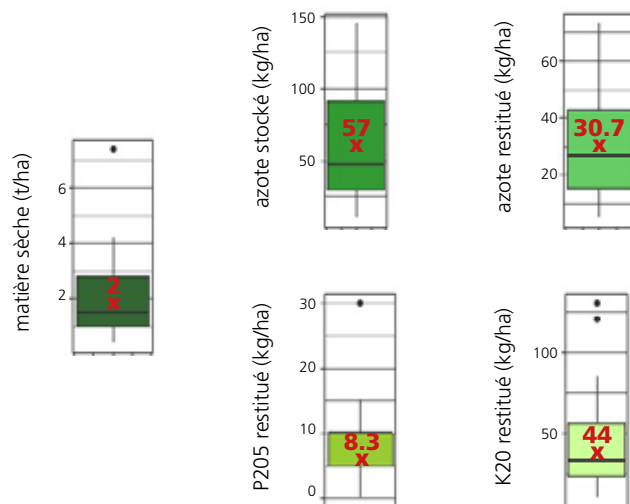 matière sèche (t/ha)
6
4
2
2
x
azote stocké (kg/ha)
150
100
50
57
x
azote restitué (kg/ha)
60
40
20
30.7
x
P205 restitué (kg/ha)
30
20
10
0
8.3
x
K20 restitué (kg/ha)
100
50
44
x